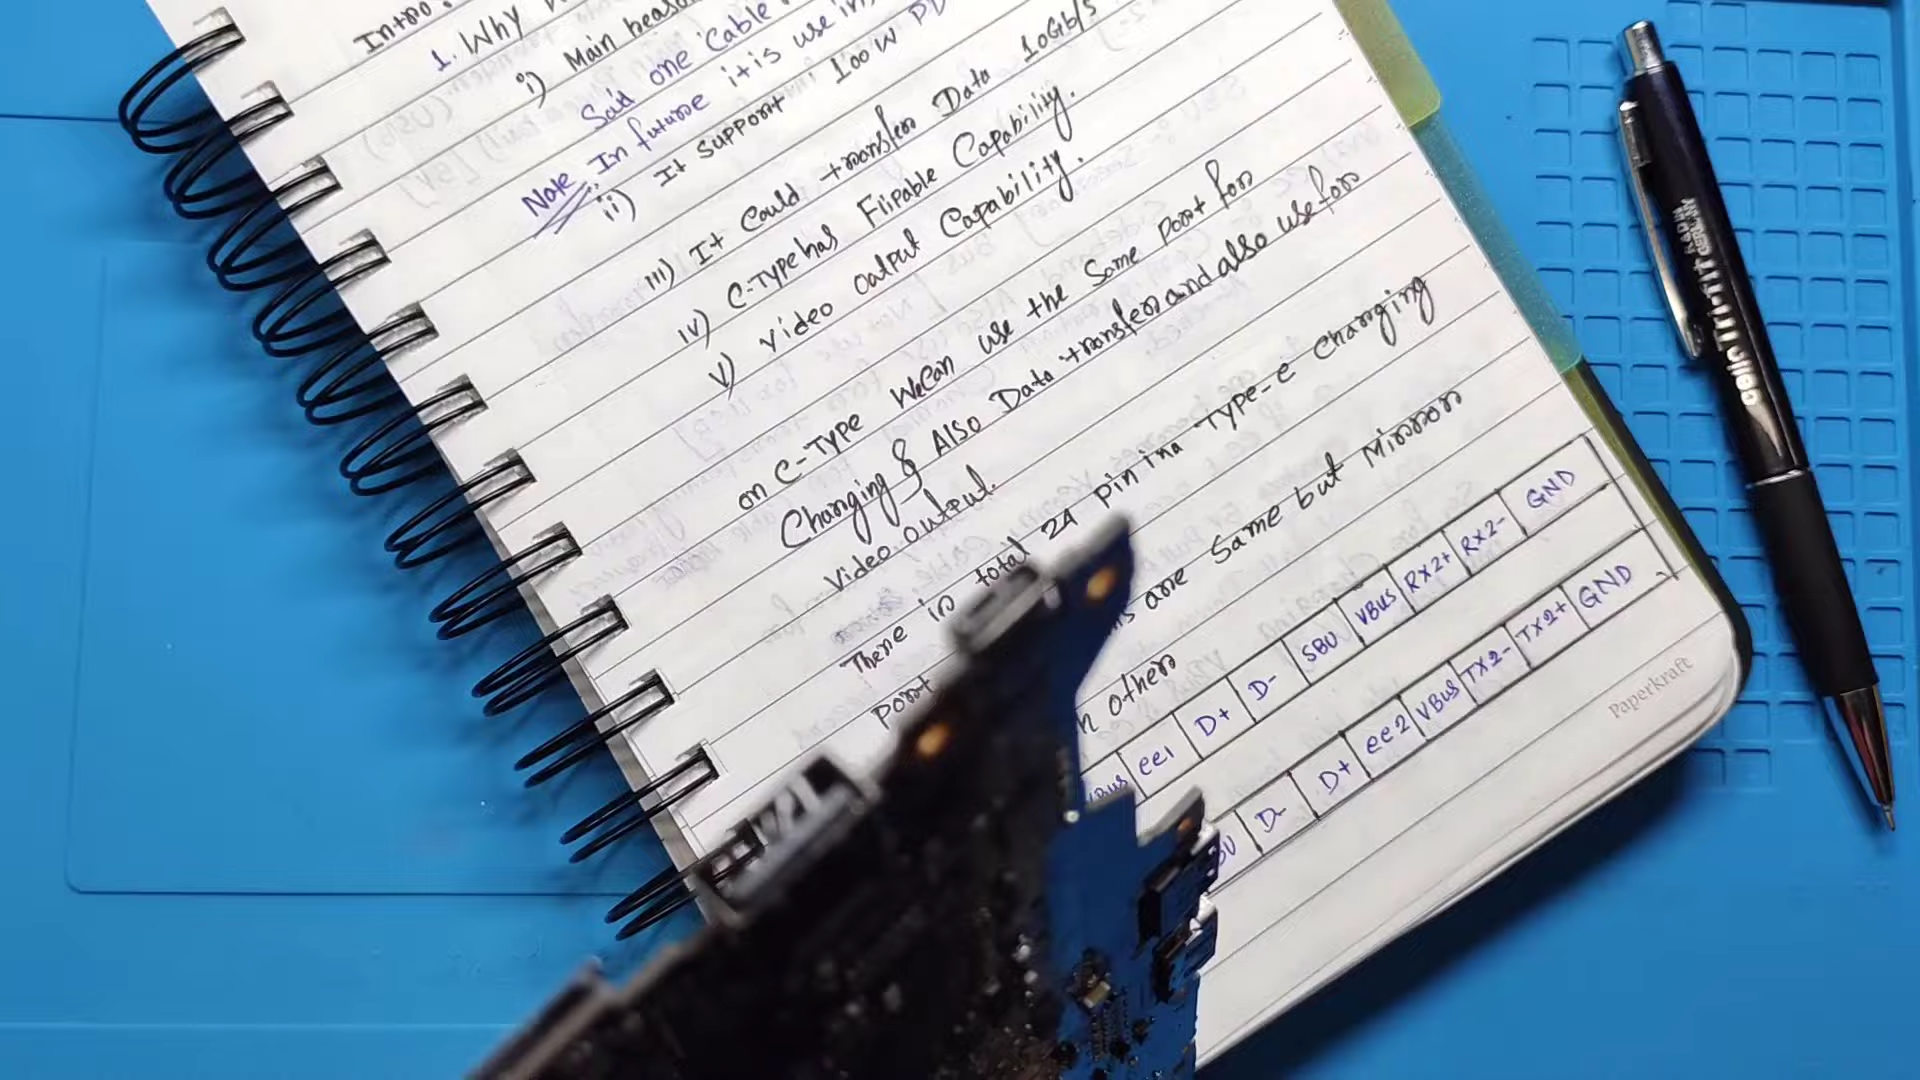 Intro.
1. Why
i) Main
Said one Cable
Note In future it is use in
ii) It Support 100W PD
iii) It Could transfer Data 10Gb/s
iv) C-Type has Flipable Capability.
v) Video output Capability.
on C-Type We can use the Same port for
Charging & Also Data transfer and also use for
Video output.
There is total 24 pin in a Type-C Charging
port are Same but Mirror
other
VBUS CC1 D+ D- SBU VBUS RX2+ RX2- GND
D- D+ CC2 VBUS TX2- TX2+ GND
Paperkraft
cello